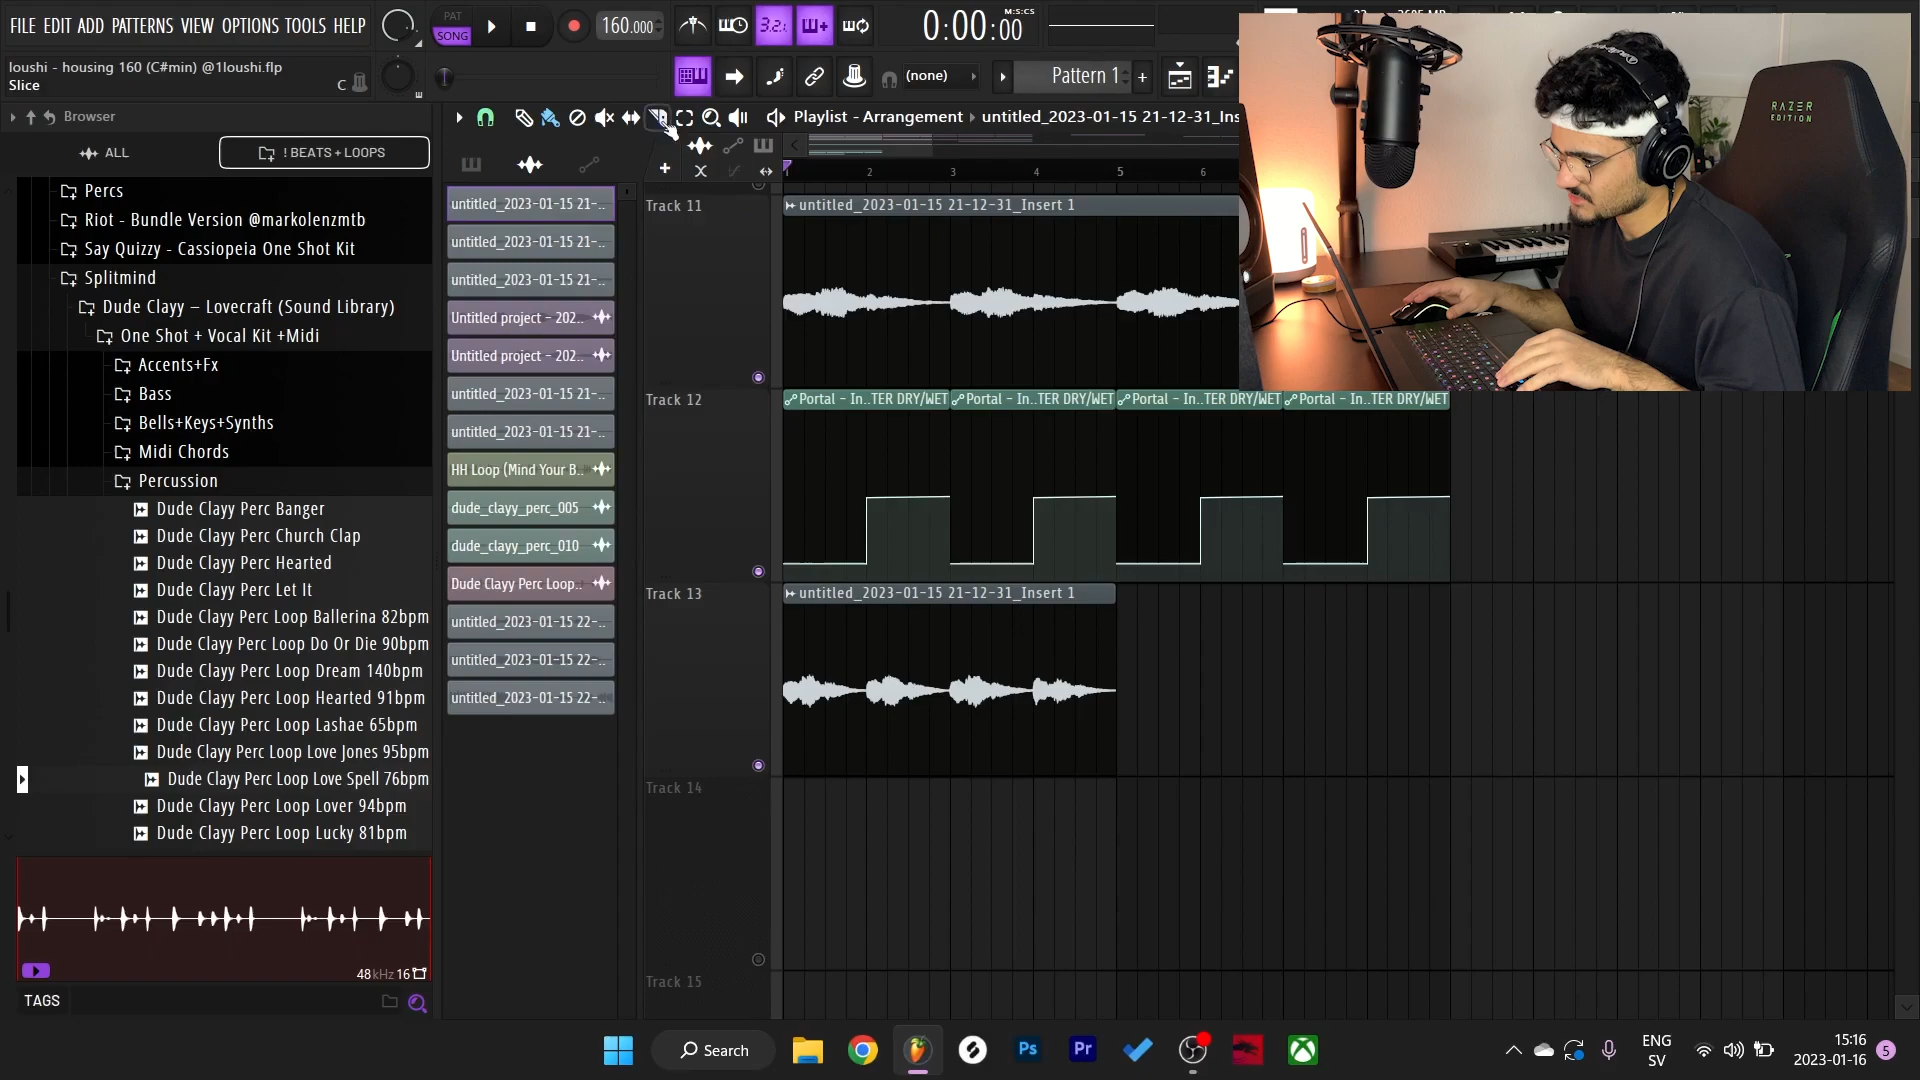 FILE EDIT ADD PATTERNS VIEW OPTIONS TOOLS HELP
PAT
SONG
160.000
3.2.
0:00:00
M:S:CS
loushi - housing 160 (C#min) @1loushi.flp
Slice
C
(none)
Pattern 1
+
Browser
Playlist - Arrangement › untitled_2023-01-15 21-12-31_Ins
ALL
! BEATS + LOOPS
2 3 4 5 6
Percs
Riot - Bundle Version @markolenzmtb
Say Quizzy - Cassiopeia One Shot Kit
Splitmind
Dude Clayy – Lovecraft (Sound Library)
One Shot + Vocal Kit +Midi
Accents+Fx
Bass
Bells+Keys+Synths
Midi Chords
Percussion
Dude Clayy Perc Banger
Dude Clayy Perc Church Clap
Dude Clayy Perc Hearted
Dude Clayy Perc Let It
Dude Clayy Perc Loop Ballerina 82bpm
Dude Clayy Perc Loop Do Or Die 90bpm
Dude Clayy Perc Loop Dream 140bpm
Dude Clayy Perc Loop Hearted 91bpm
Dude Clayy Perc Loop Lashae 65bpm
Dude Clayy Perc Loop Love Jones 95bpm
Dude Clayy Perc Loop Love Spell 76bpm
Dude Clayy Perc Loop Lover 94bpm
Dude Clayy Perc Loop Lucky 81bpm
48kHz 16
TAGS
untitled_2023-01-15 21-..
untitled_2023-01-15 21-..
untitled_2023-01-15 21-..
Untitled project - 202..
Untitled project - 202..
untitled_2023-01-15 21-..
untitled_2023-01-15 21-..
HH Loop (Mind Your B..
dude_clayy_perc_005
dude_clayy_perc_010
Dude Clayy Perc Loop..
untitled_2023-01-15 22-..
untitled_2023-01-15 22-..
untitled_2023-01-15 22-..
Track 11
untitled_2023-01-15 21-12-31_Insert 1
Track 12
Portal - In..TER DRY/WET
Portal - In..TER DRY/WET
Portal - In..TER DRY/WET
Portal - In..TER DRY/WET
Track 13
untitled_2023-01-15 21-12-31_Insert 1
Track 14
Track 15
RAZER
EDITION
Search
Ps
Pr
ENG
SV
15:16
2023-01-16
5